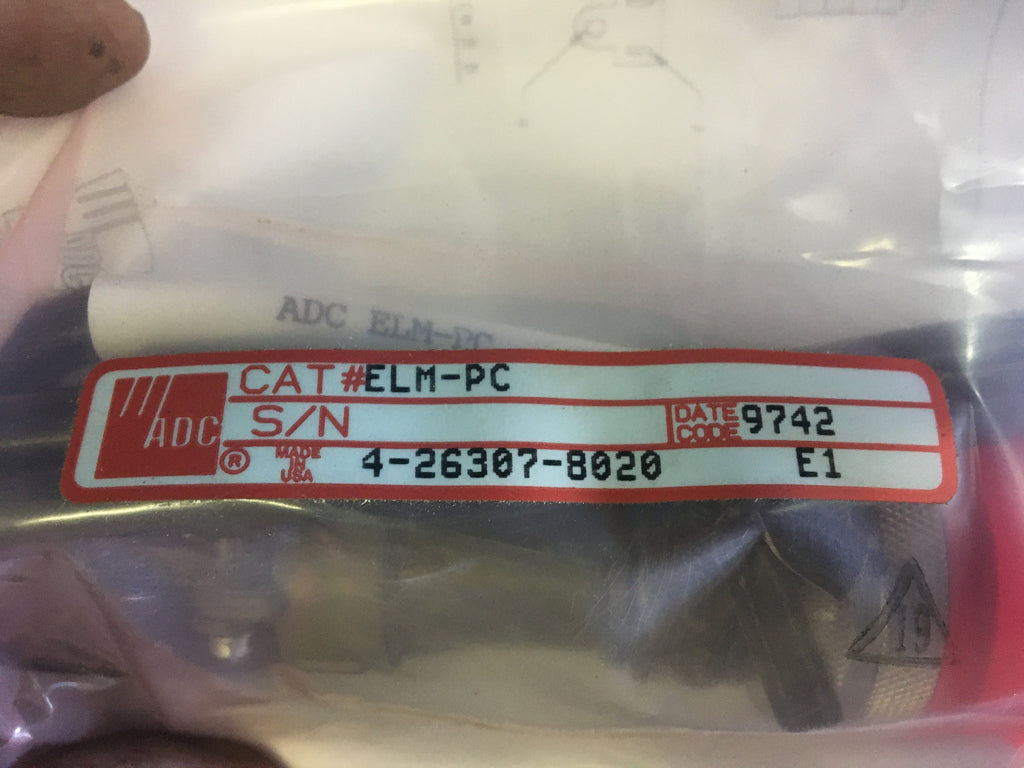 ADC ELM-PC
CAT#ELM-PC
S/N
DATE CODE 9742
ADC
®
MADE IN USA
4-26307-8020 E1
19